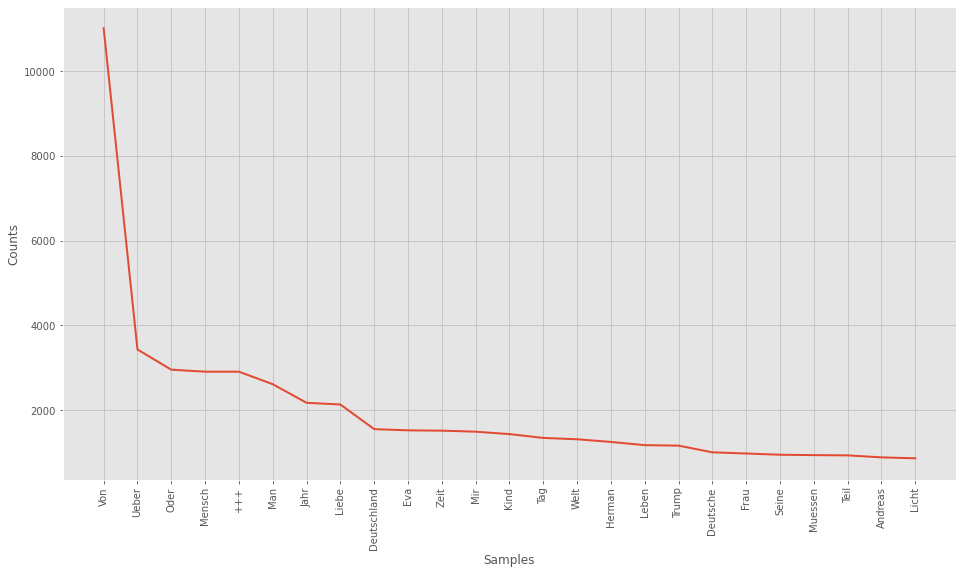 10000
8000
6000
4000
2000
Counts
Von
Ueber
Oder
Mensch
+++
Man
Jahr
Liebe
Deutschland
Eva
Zeit
Mir
Kind
Tag
Welt
Herman
Leben
Trump
Deutsche
Frau
Seine
Muessen
Teil
Andreas
Licht
Samples